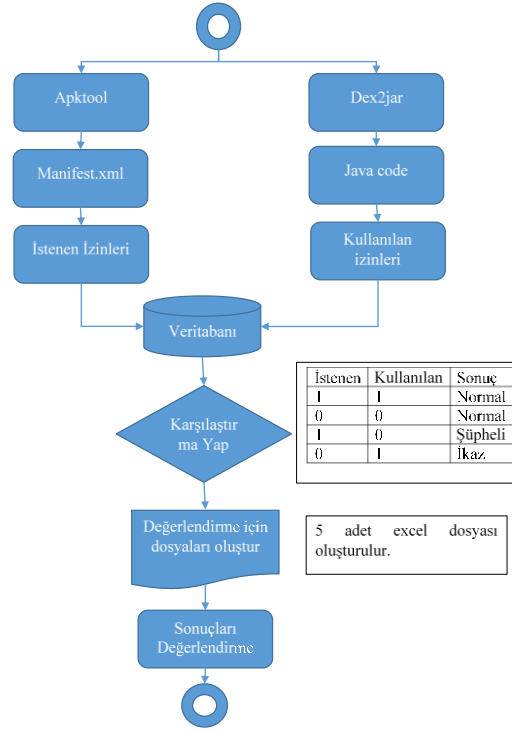 Apktool
Dex2jar
Manifest.xml
Java code
İstenen İzinleri
Kullanılan
izinleri
Veritabanı
Karşılaştır
ma Yap
İstenen Kullanılan Sonuç
1 1 Normal
0 0 Normal
1 0 Şüpheli
0 1 İkaz
Değerlendirme için
dosyaları oluştur
5 adet excel dosyası
oluşturulur.
Sonuçları
Değerlendirme